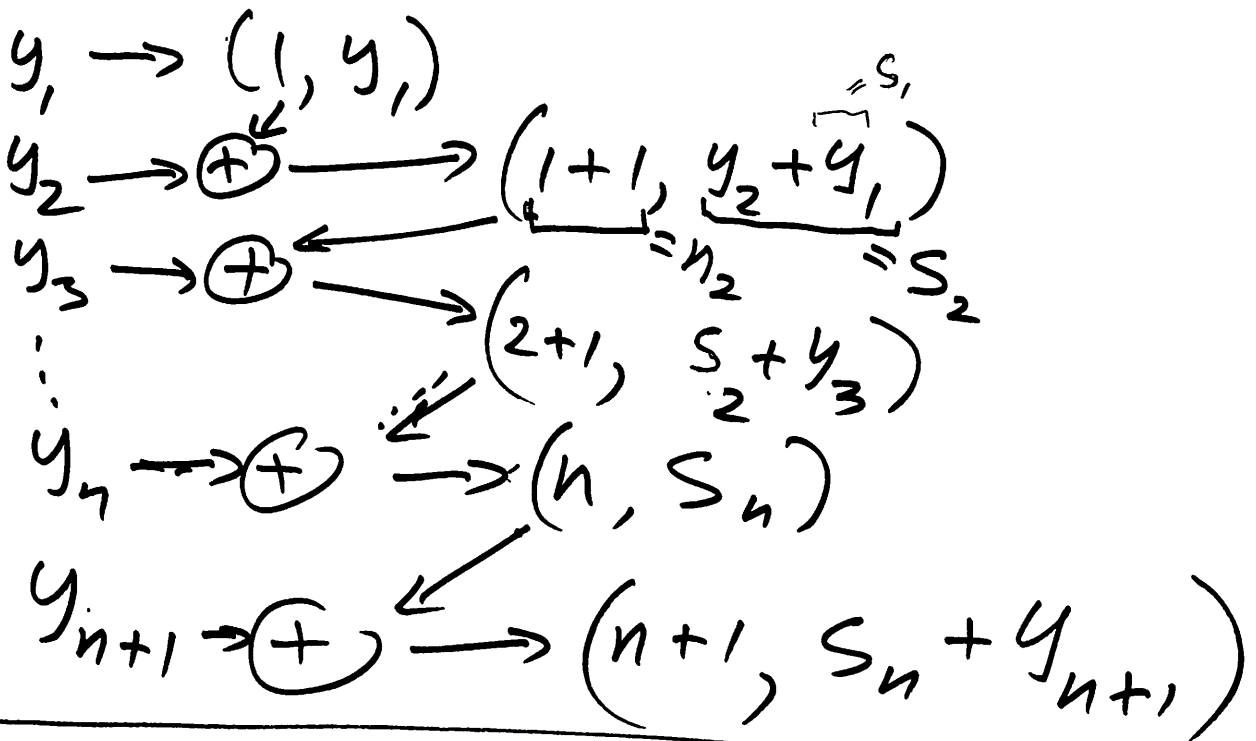 y₁ → (1, y₁)
= s₁
y₂ → ⊕ → (1+1, y₂+y₁)
= n₂ = s₂
y₃ → ⊕ → (2+1, s₂+y₃)
⋮
yₙ → ⊕ → (n, sₙ)
yₙ₊₁ → ⊕ → (n+1, sₙ+yₙ₊₁)